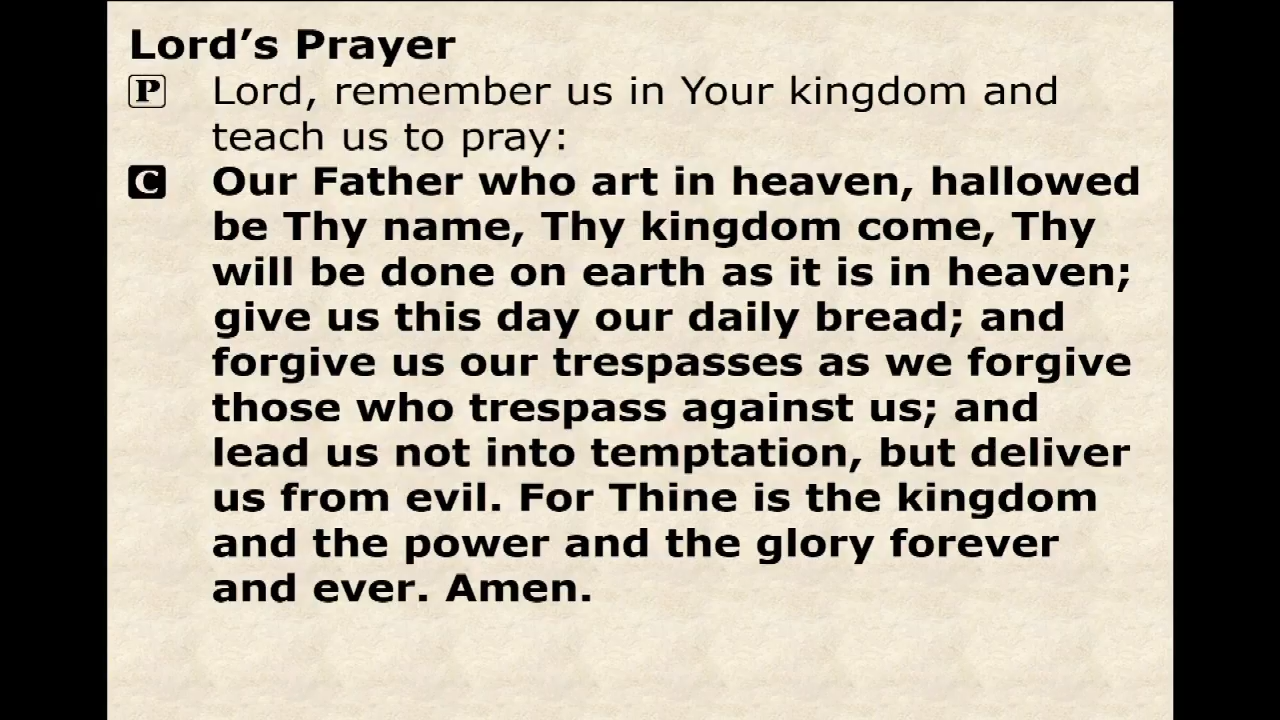 Lord’s Prayer
P Lord, remember us in Your kingdom and
teach us to pray:
C Our Father who art in heaven, hallowed
be Thy name, Thy kingdom come, Thy
will be done on earth as it is in heaven;
give us this day our daily bread; and
forgive us our trespasses as we forgive
those who trespass against us; and
lead us not into temptation, but deliver
us from evil. For Thine is the kingdom
and the power and the glory forever
and ever. Amen.